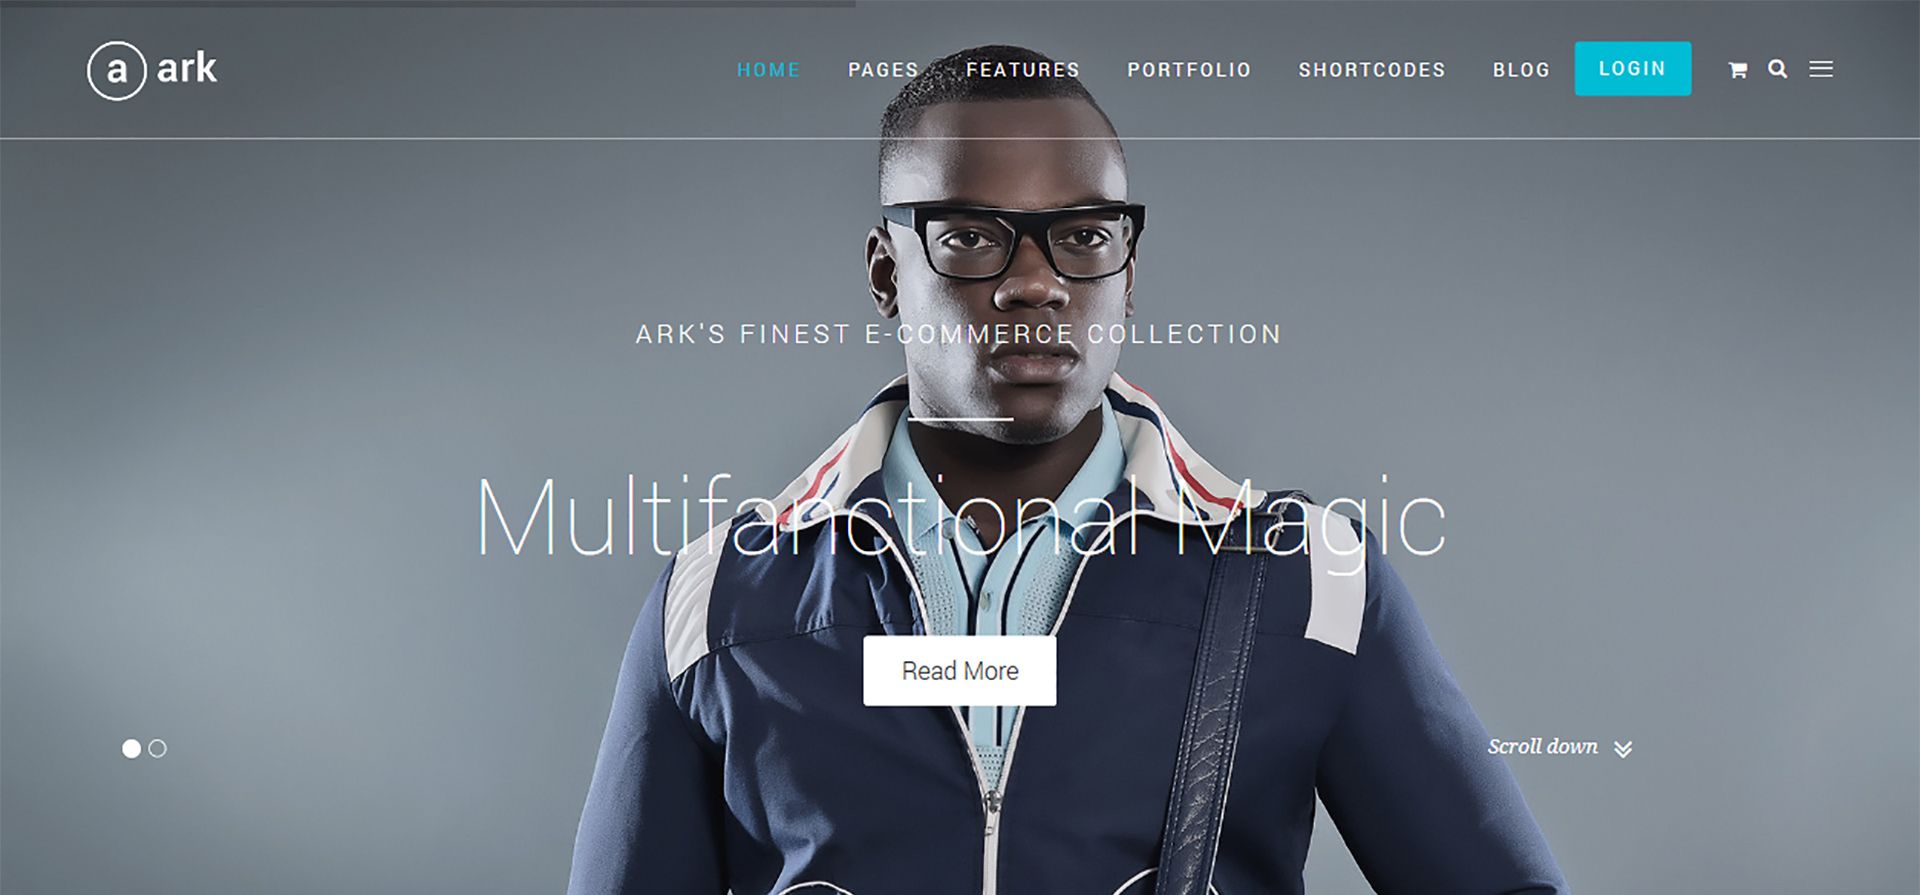 a ark
HOME PAGES FEATURES PORTFOLIO SHORTCODES BLOG LOGIN
ARK'S FINEST E-COMMERCE COLLECTION
Multifanctional Magic
Read More
Scroll down